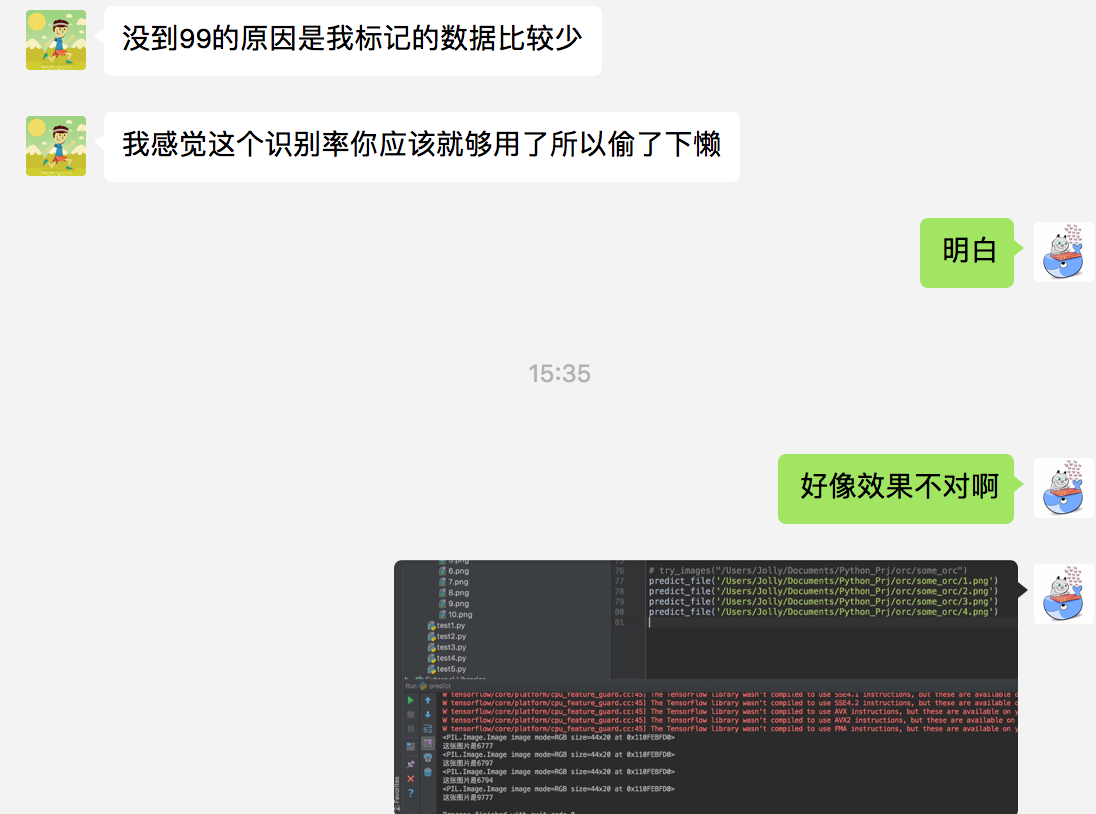 没到99的原因是我标记的数据比较少
我感觉这个识别率你应该就够用了所以偷了下懒
明白
15:35
好像效果不对啊
5.png
75
6.png
76 # try_images("/Users/Jolly/Documents/Python_Prj/orc/some_orc")
7.png
77 predict_file('/Users/Jolly/Documents/Python_Prj/orc/some_orc/1.png')
8.png
78 predict_file('/Users/Jolly/Documents/Python_Prj/orc/some_orc/2.png')
9.png
79 predict_file('/Users/Jolly/Documents/Python_Prj/orc/some_orc/3.png')
10.png
80 predict_file('/Users/Jolly/Documents/Python_Prj/orc/some_orc/4.png')
81
test1.py
test2.py
test3.py
test4.py
test5.py
External Libraries
Run predict
W tensorflow/core/platform/cpu_feature_guard.cc:45] The TensorFlow library wasn't compiled to use SSE4.1 instructions, but these are available o
W tensorflow/core/platform/cpu_feature_guard.cc:45] The TensorFlow library wasn't compiled to use SSE4.2 instructions, but these are available o
W tensorflow/core/platform/cpu_feature_guard.cc:45] The TensorFlow library wasn't compiled to use AVX instructions, but these are available on y
W tensorflow/core/platform/cpu_feature_guard.cc:45] The TensorFlow library wasn't compiled to use AVX2 instructions, but these are available on
W tensorflow/core/platform/cpu_feature_guard.cc:45] The TensorFlow library wasn't compiled to use FMA instructions, but these are available on y
<PIL.Image.Image image mode=RGB size=44x20 at 0x110FEBFD0>
这张图片是6777
<PIL.Image.Image image mode=RGB size=44x20 at 0x110FEBFD0>
这张图片是6797
<PIL.Image.Image image mode=RGB size=44x20 at 0x110FEBFD0>
这张图片是6794
<PIL.Image.Image image mode=RGB size=44x20 at 0x110FEBFD0>
这张图片是9777
Process finished with exit code 0
2: Favorites